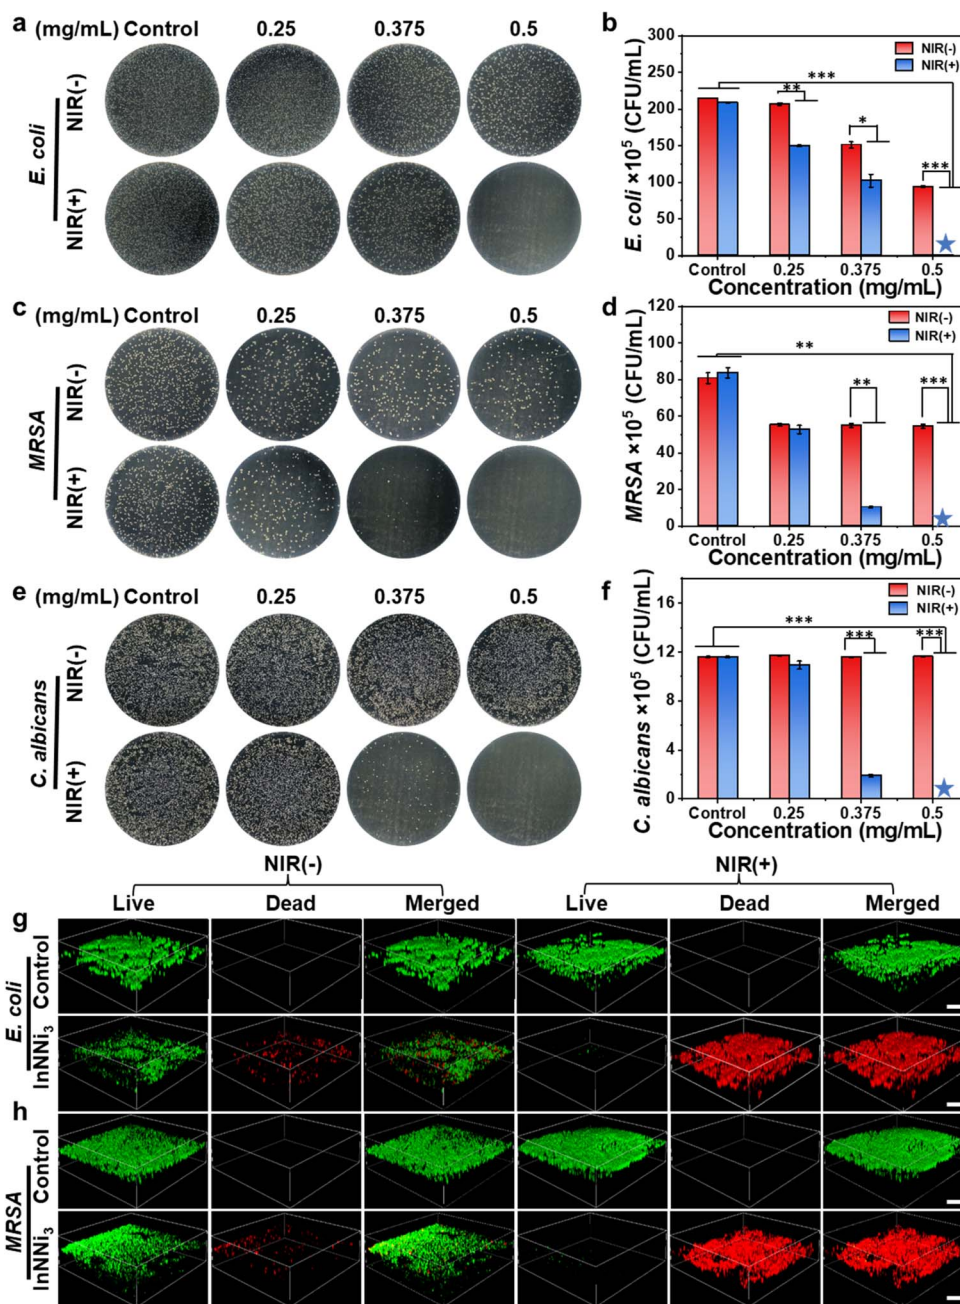 a
(mg/mL) Control 0.25 0.375 0.5
E. coli
NIR(-)
NIR(+)
b
E. coli ×10⁵ (CFU/mL)
300
250
200
150
100
50
0
NIR(-)
NIR(+)
***
**
*
***
Control 0.25 0.375 0.5
Concentration (mg/mL)
c
(mg/mL) Control 0.25 0.375 0.5
MRSA
NIR(-)
NIR(+)
d
MRSA ×10⁵ (CFU/mL)
120
100
80
60
40
20
0
NIR(-)
NIR(+)
**
**
***
Control 0.25 0.375 0.5
Concentration (mg/mL)
e
(mg/mL) Control 0.25 0.375 0.5
C. albicans
NIR(-)
NIR(+)
f
C. albicans ×10⁵ (CFU/mL)
16
12
8
4
0
NIR(-)
NIR(+)
***
***
***
Control 0.25 0.375 0.5
Concentration (mg/mL)
NIR(-) NIR(+)
Live Dead Merged Live Dead Merged
g
E. coli
Control
InNNi₃
h
MRSA
Control
InNNi₃